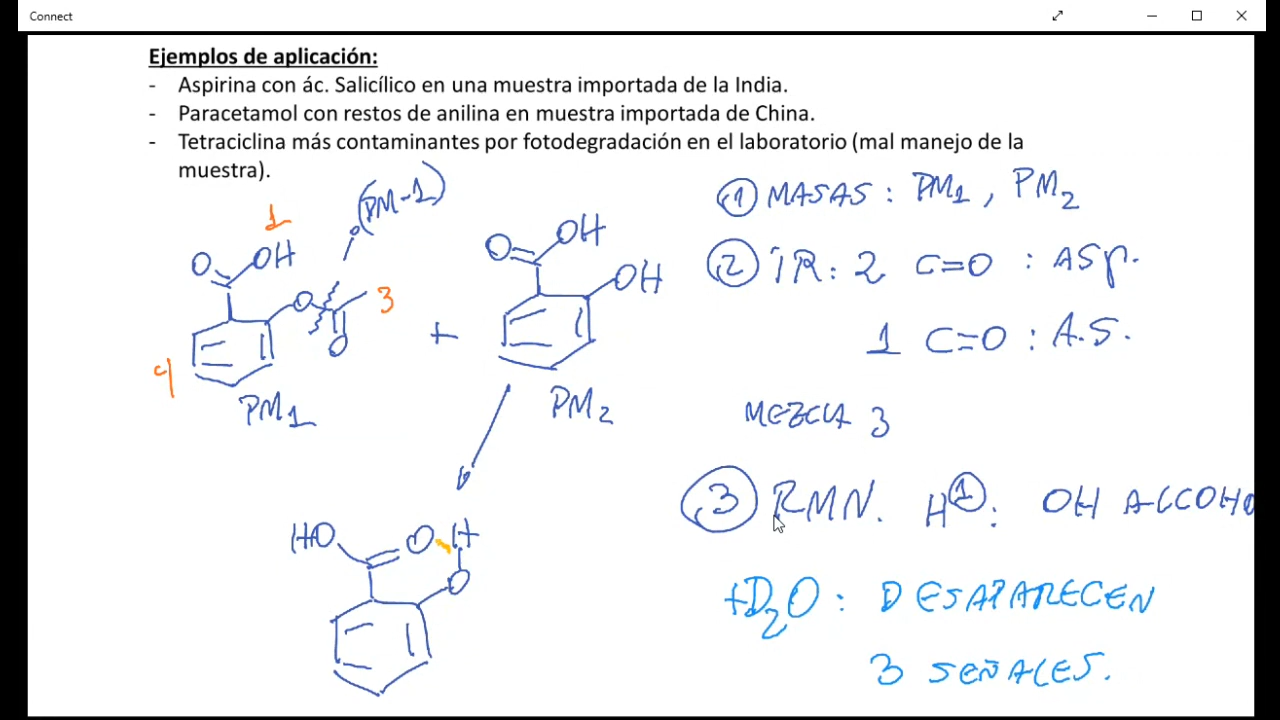 Connect
Ejemplos de aplicación:
- Aspirina con ác. Salicílico en una muestra importada de la India.
- Paracetamol con restos de anilina en muestra importada de China.
- Tetraciclina más contaminantes por fotodegradación en el laboratorio (mal manejo de la
muestra).
(PM-1)
1
O OH
O
3
O
4
PM1
+
O OH
OH
PM2
HO O H
O
1 MASAS: PM1, PM2
2 IR: 2 C=O : ASP.
1 C=O : A.S.
MEZCLA 3
3 RMN. H1: OH ALCOHO
+D2O: DESAPARECEN
3 SEÑALES.